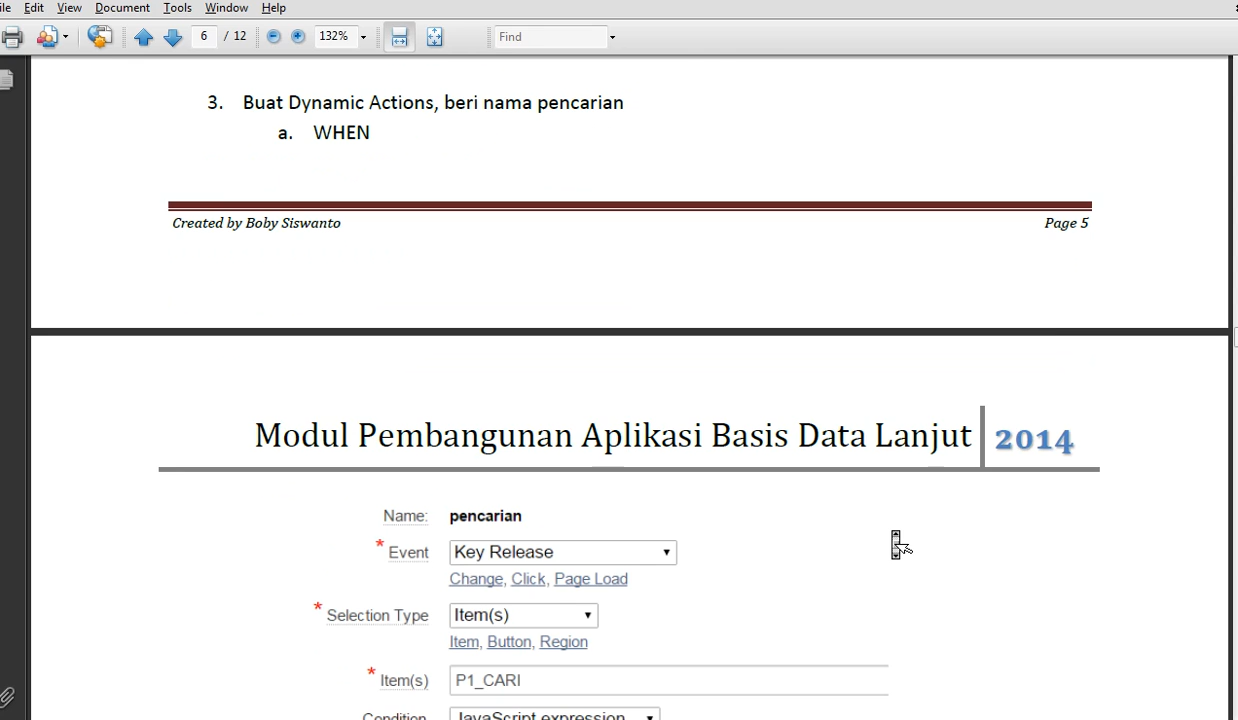 ile Edit View Document Tools Window Help
6 / 12 132% Find
3. Buat Dynamic Actions, beri nama pencarian
a. WHEN
Created by Boby Siswanto Page 5
Modul Pembangunan Aplikasi Basis Data Lanjut 2014
Name: pencarian
* Event Key Release
Change, Click, Page Load
* Selection Type Item(s)
Item, Button, Region
* Item(s) P1_CARI
Condition JavaScript expression